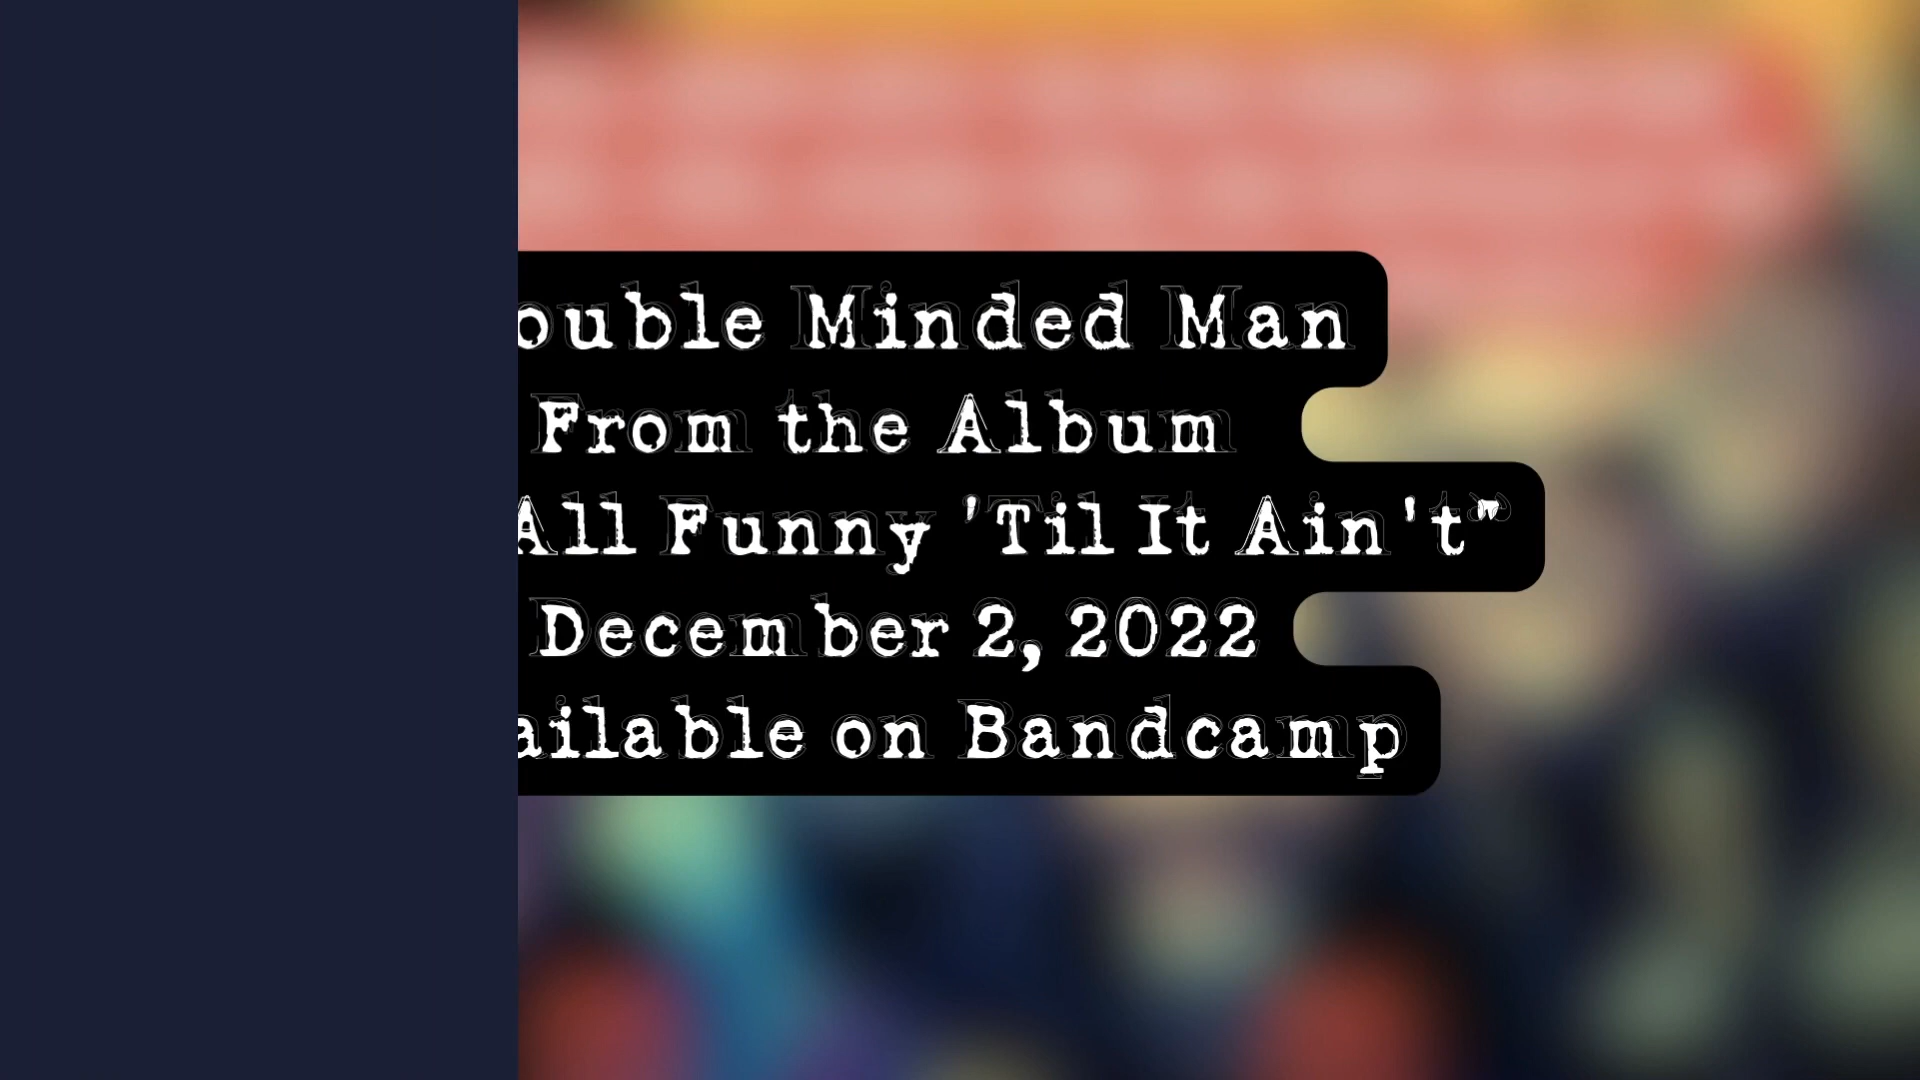 ouble Minded Man
From the Album
All Funny 'Til It Ain't"
December 2, 2022
ailable on Bandcamp